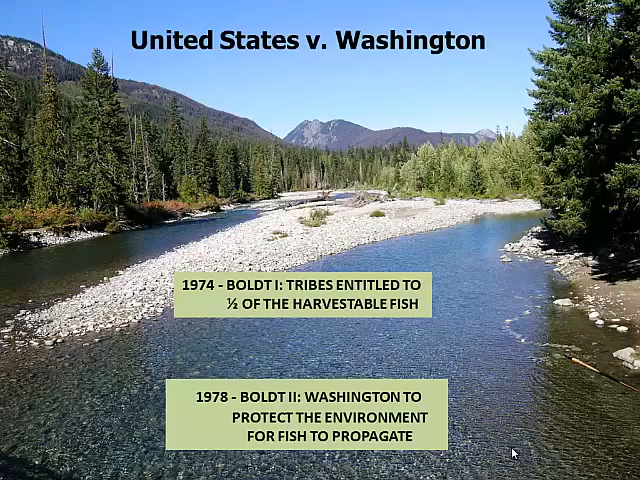 United States v. Washington
1974 - BOLDT I: TRIBES ENTITLED TO
½ OF THE HARVESTABLE FISH
1978 - BOLDT II: WASHINGTON TO
PROTECT THE ENVIRONMENT
FOR FISH TO PROPAGATE